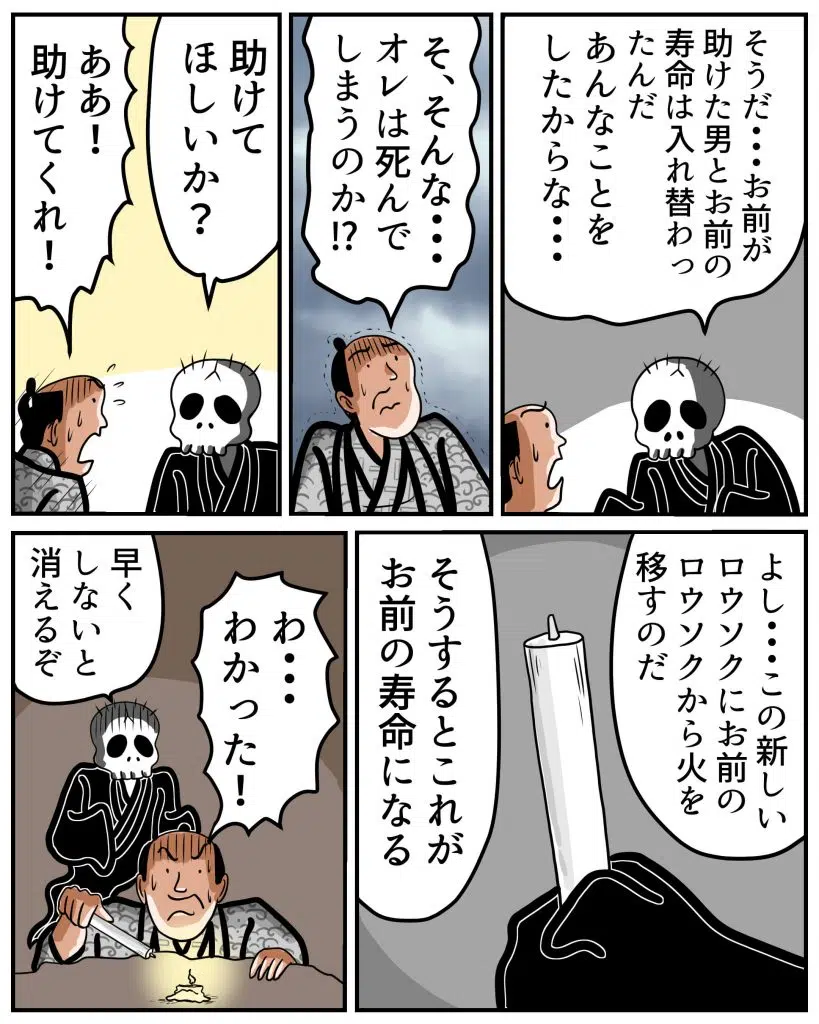 そうだ・・・お前が
助けた男とお前の
寿命は入れ替わっ
たんだ
あんなことを
したからな・・・
そ、そんな・・・
オレは死んで
しまうのか!?
助けて
ほしいか？
ああ！
助けてくれ！
よし・・・この新しい
ロウソクにお前の
ロウソクから火を
移すのだ
そうするとこれが
お前の寿命になる
わ・・・
わかった！
早く
しないと
消えるぞ